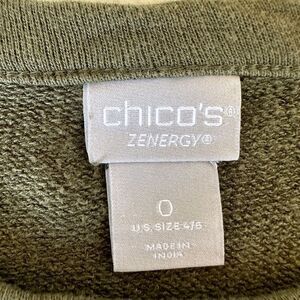 chico's®
ZENERGY®
0
U.S. SIZE 4/6
MADE IN
INDIA